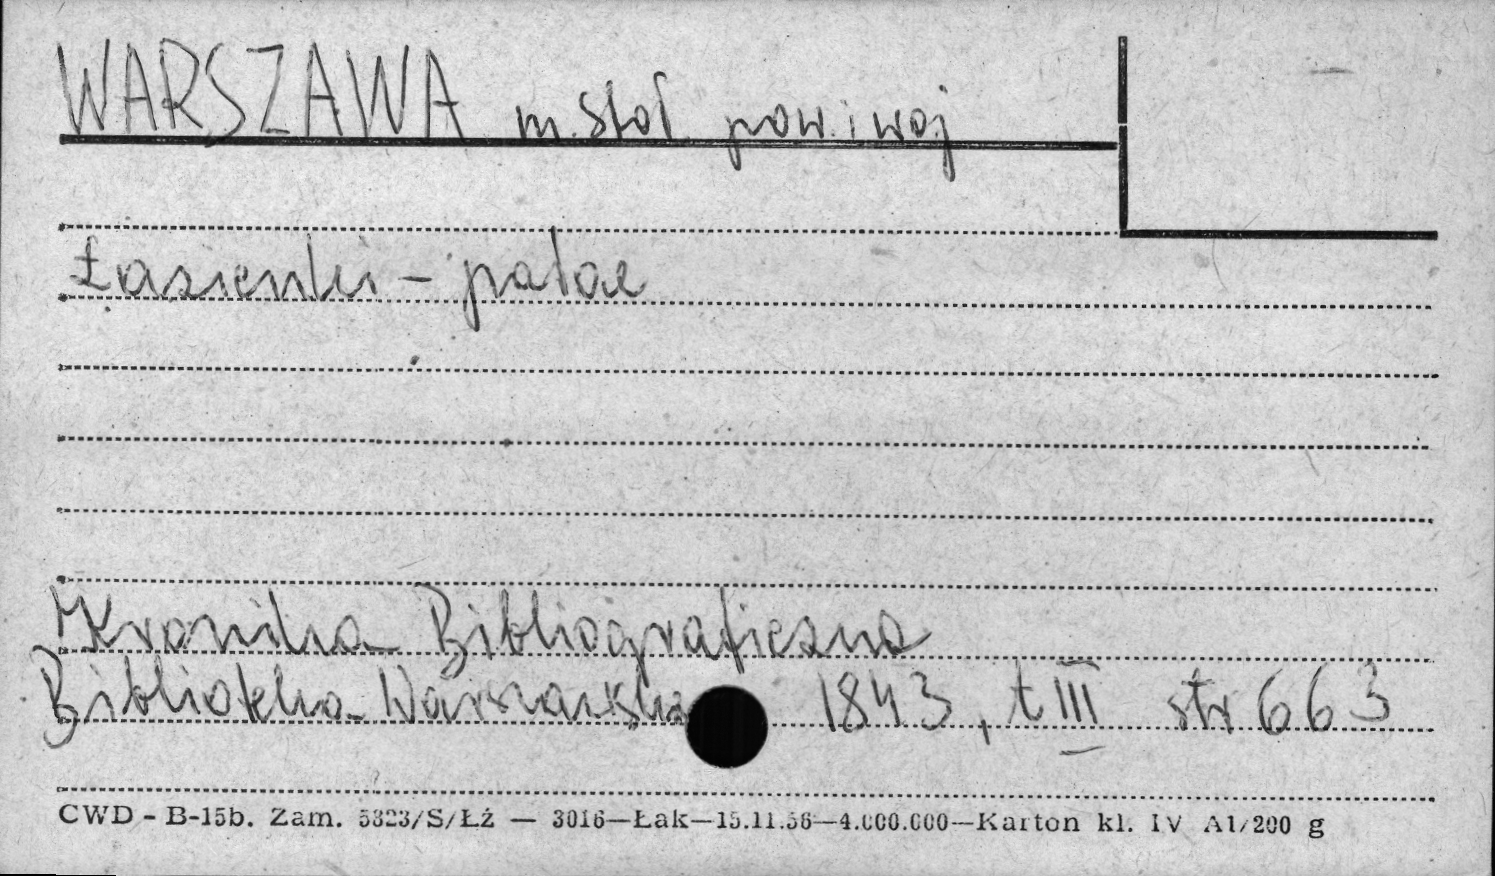 WARSZAWA m. stoł. pow. i woj
Łazienki - pałac
Kronika Bibliograficzna
Biblioteka Warszawska 1843, t III str 663
CWD - B-15b. Zam. 5323/S/Łź — 3016—Łak—15.11.56—4.000.000—Karton kl. IV A1/200 g